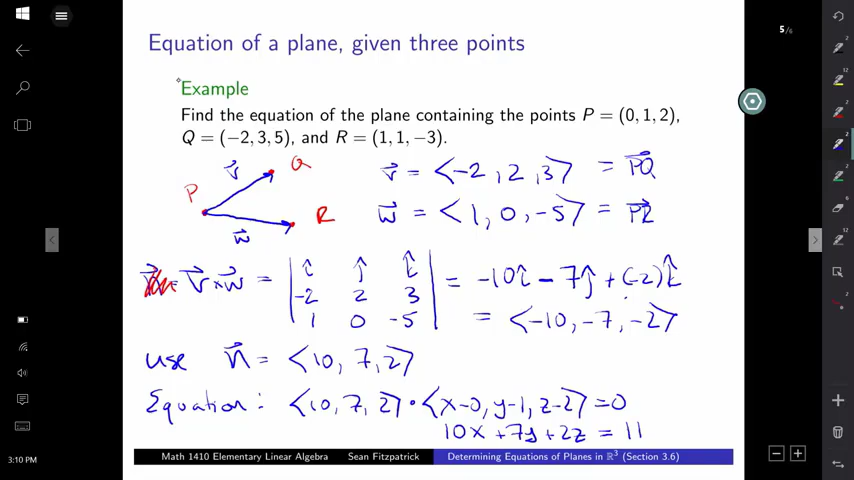 5/6
Equation of a plane, given three points
Example
Find the equation of the plane containing the points P = (0, 1, 2),
Q = (−2, 3, 5), and R = (1, 1, −3).
P v⃗ Q w⃗ R
v⃗ = <-2, 2, 3> = PQ⃗
w⃗ = <1, 0, -5> = PR⃗
v⃗ × w⃗ = | î ĵ k̂ | = -10î - 7ĵ + (-2)k̂
-2 2 3
1 0 -5 = <-10, -7, -2>
use n⃗ = <10, 7, 2>
Equation: <10, 7, 2> • <x-0, y-1, z-2> = 0
10x + 7y + 2z = 11
Math 1410 Elementary Linear Algebra Sean Fitzpatrick Determining Equations of Planes in ℝ³ (Section 3.6)
3:10 PM